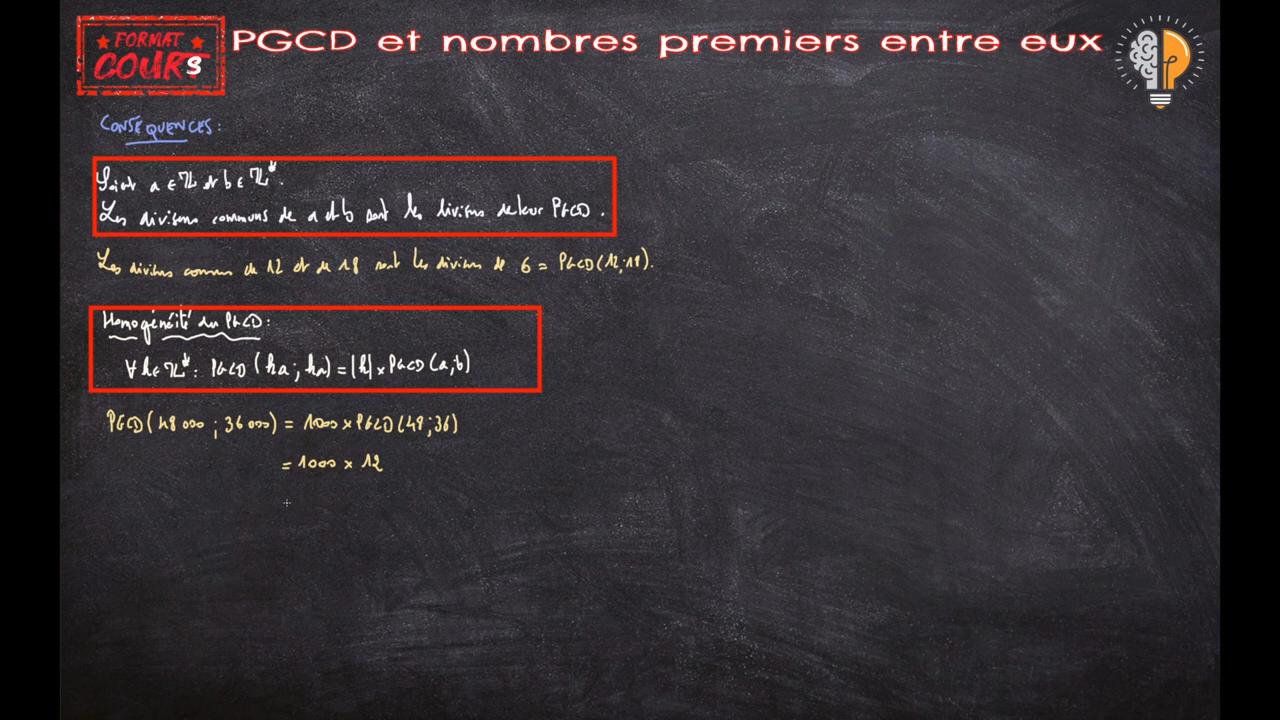 FORMAT
COURS
PGCD et nombres premiers entre eux
CONSÉQUENCES :
Soient a ∈ ℤ et b ∈ ℤ*.
Les diviseurs communs de a et b sont les diviseurs de leur PGCD.
Les diviseurs communs de 12 et de 18 sont les diviseurs de 6 = PGCD(12;18).
Homogénéité du PGCD :
∀ k ∈ ℤ* : PGCD(ka ; ka) = |k| × PGCD(a;b)
PGCD(48 000 ; 36 000) = 1000 × PGCD(48;36)
= 1000 × 12